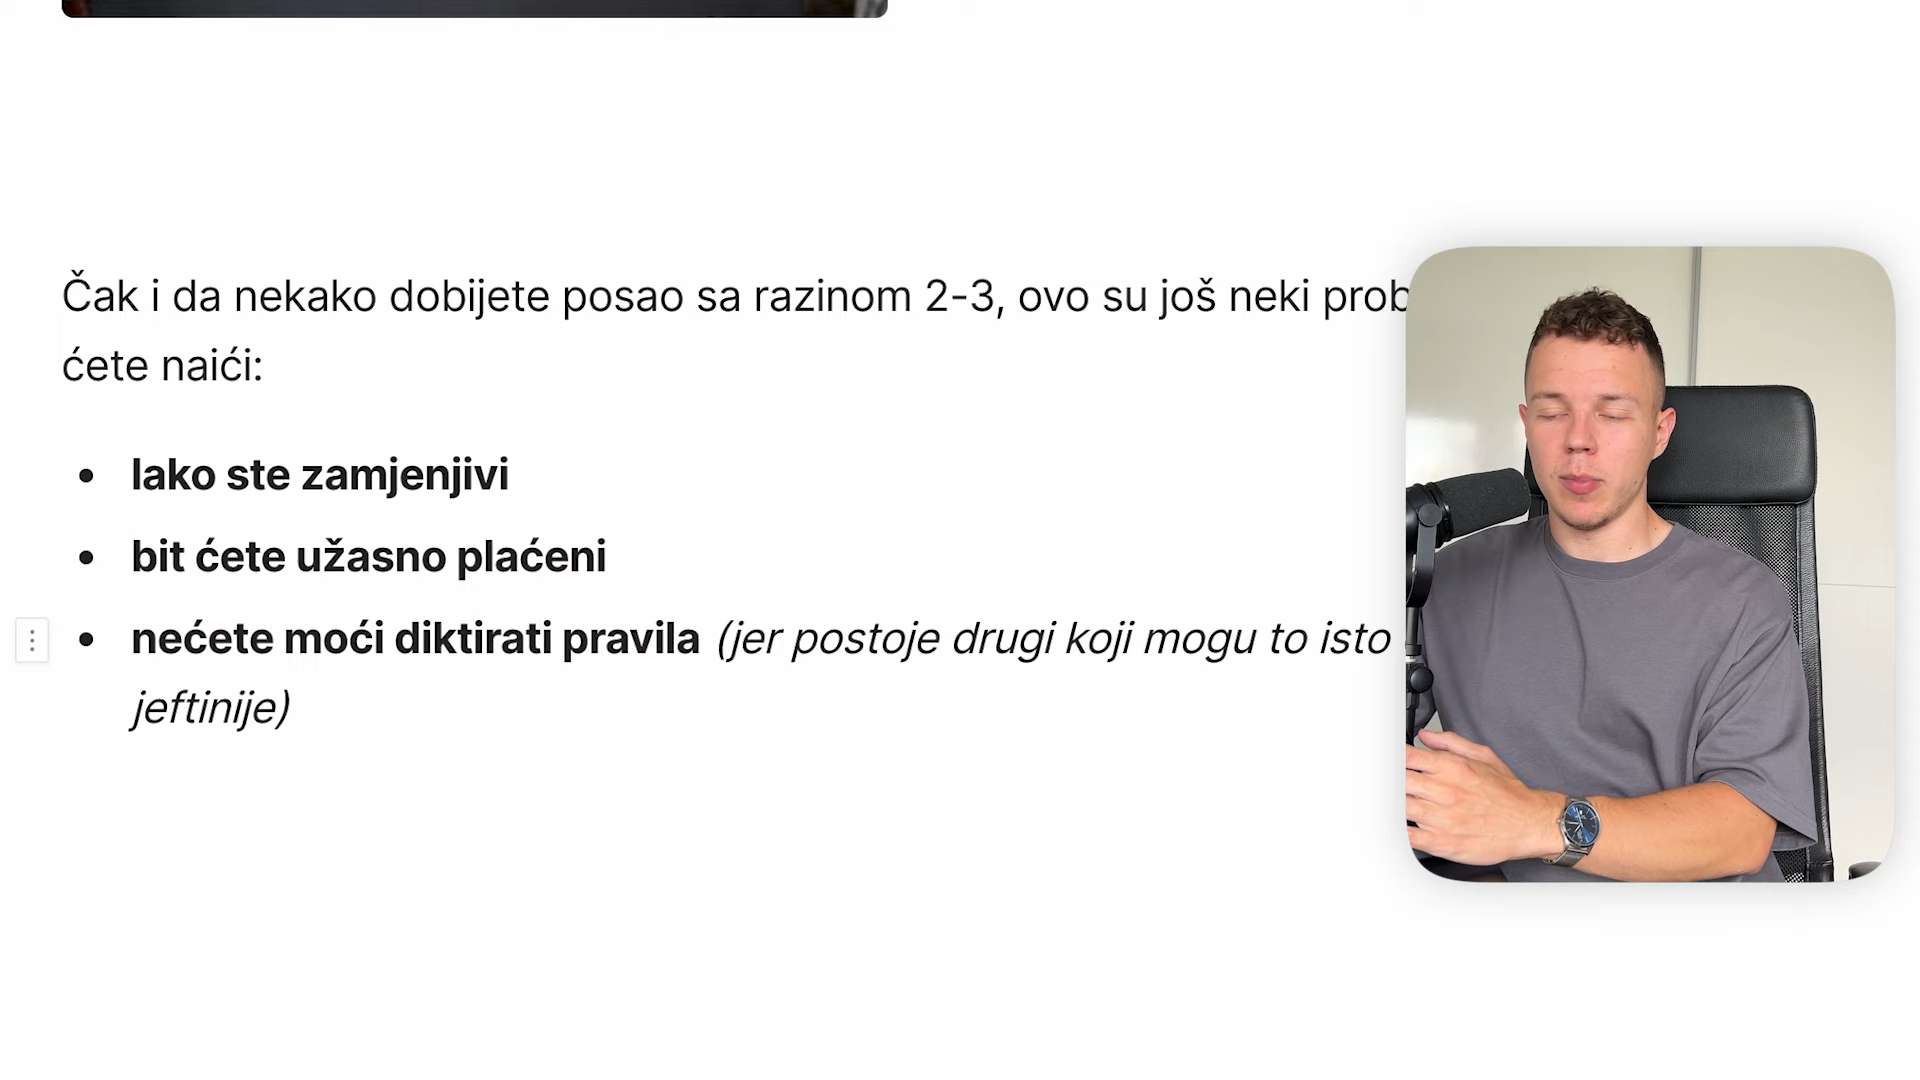 Čak i da nekako dobijete posao sa razinom 2-3, ovo su još neki
ćete naići:
• lako ste zamjenjivi
• bit ćete užasno plaćeni
• nećete moći diktirati pravila (jer postoje drugi koji mogu to isto
jeftinije)